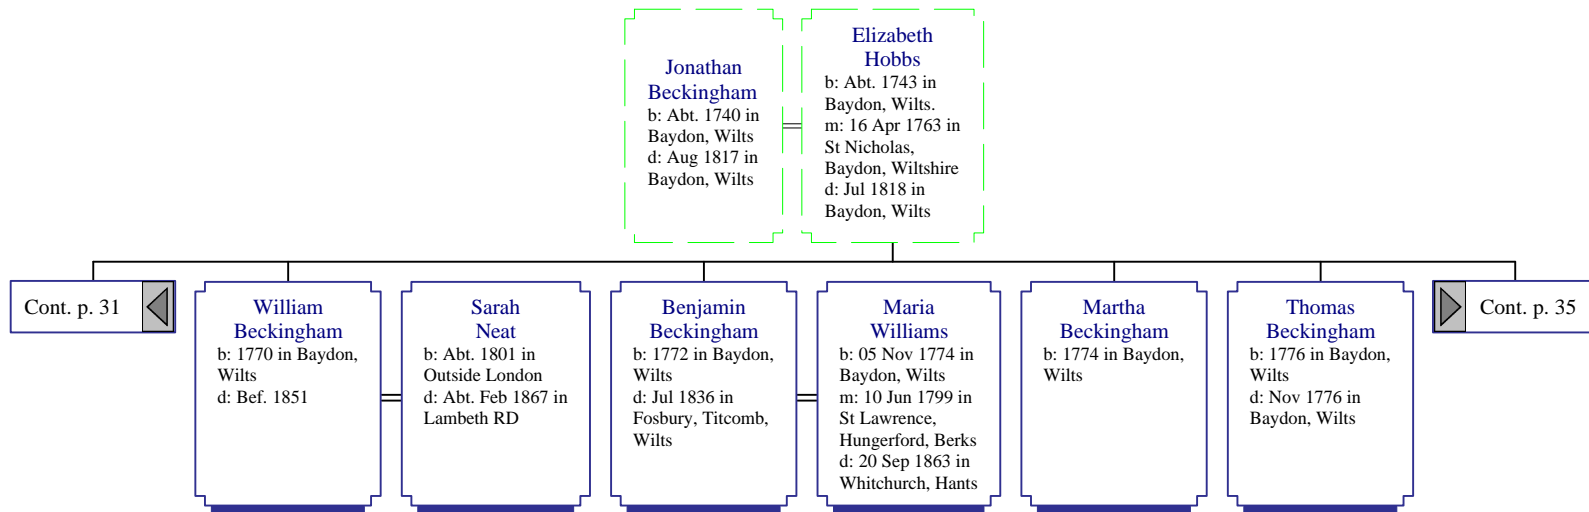 Jonathan
Beckingham
b: Abt. 1740 in
Baydon, Wilts
d: Aug 1817 in
Baydon, Wilts
Elizabeth
Hobbs
b: Abt. 1743 in
Baydon, Wilts.
m: 16 Apr 1763 in
St Nicholas,
Baydon, Wiltshire
d: Jul 1818 in
Baydon, Wilts
Cont. p. 31
William
Beckingham
b: 1770 in Baydon,
Wilts
d: Bef. 1851
Sarah
Neat
b: Abt. 1801 in
Outside London
d: Abt. Feb 1867 in
Lambeth RD
Benjamin
Beckingham
b: 1772 in Baydon,
Wilts
d: Jul 1836 in
Fosbury, Titcomb,
Wilts
Maria
Williams
b: 05 Nov 1774 in
Baydon, Wilts
m: 10 Jun 1799 in
St Lawrence,
Hungerford, Berks
d: 20 Sep 1863 in
Whitchurch, Hants
Martha
Beckingham
b: 1774 in Baydon,
Wilts
Thomas
Beckingham
b: 1776 in Baydon,
Wilts
d: Nov 1776 in
Baydon, Wilts
Cont. p. 35